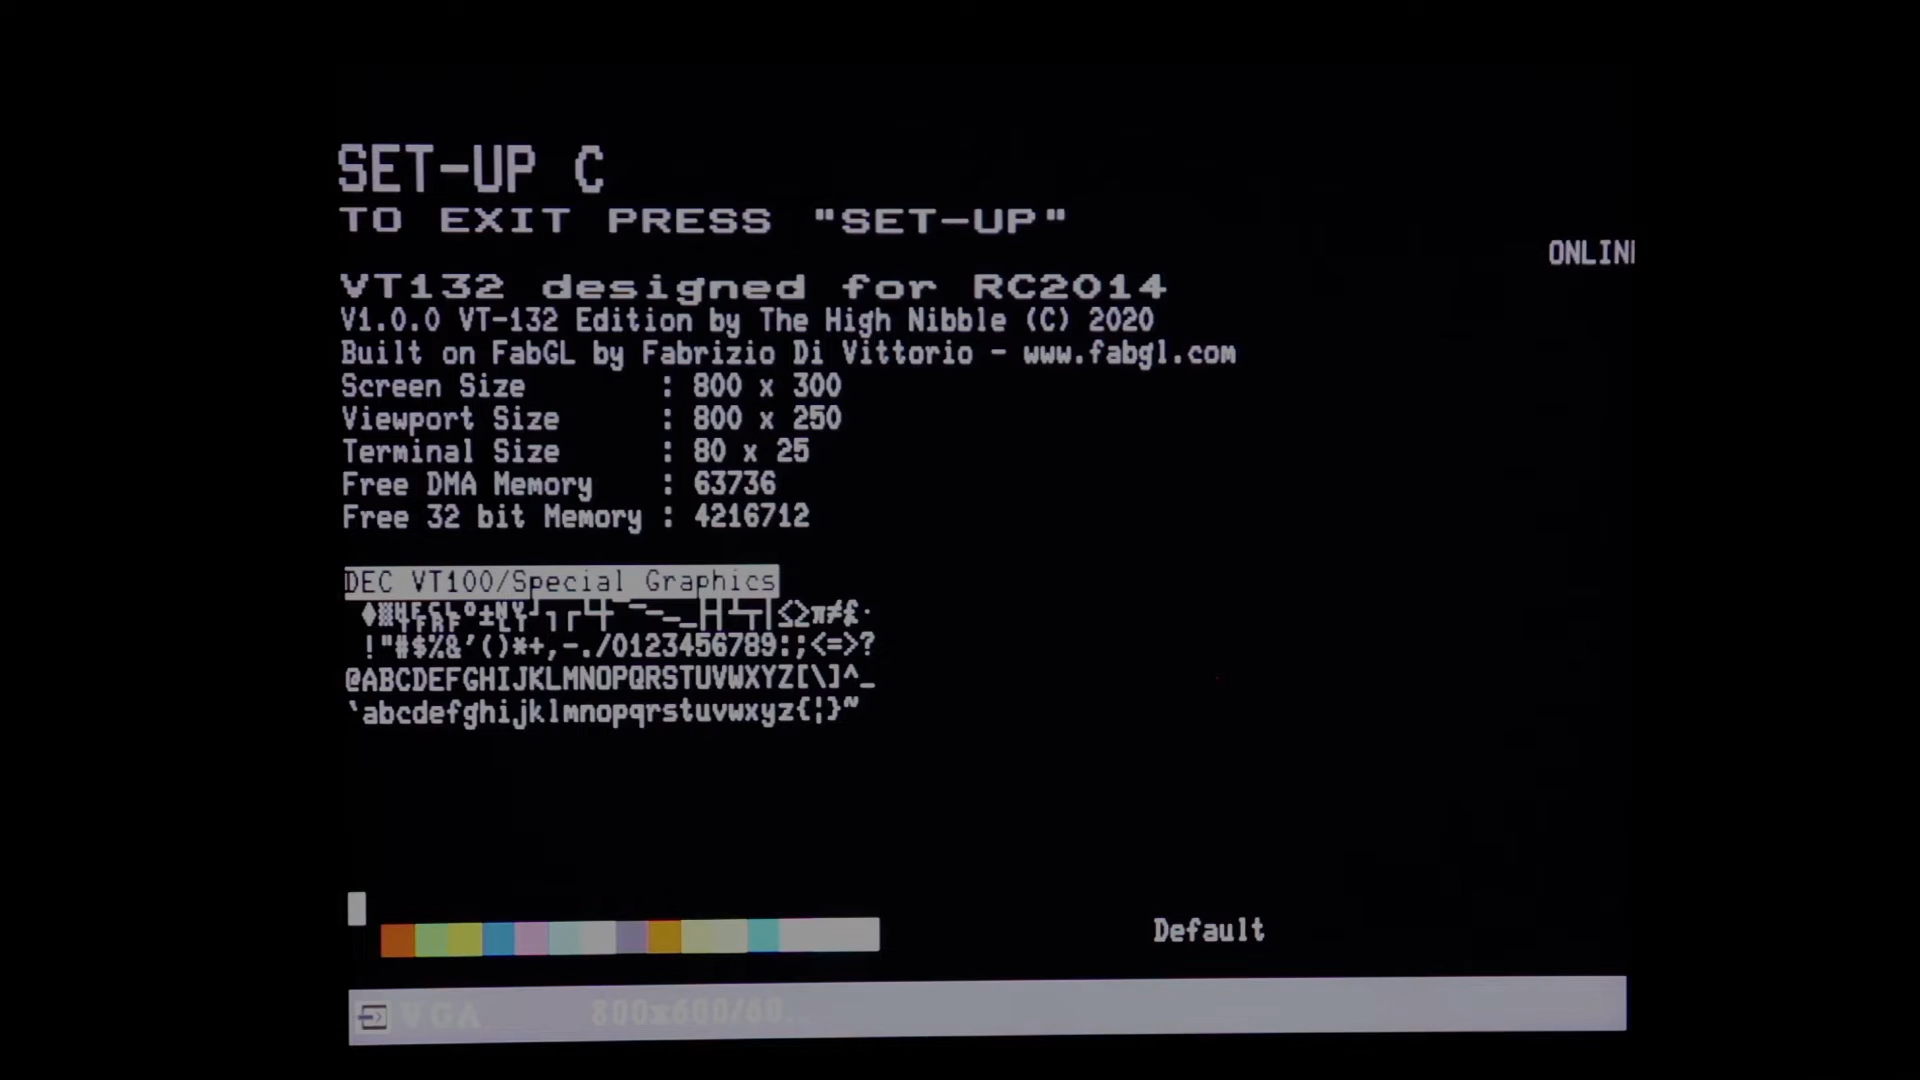 SET-UP C
TO EXIT PRESS "SET-UP"
ONLIN
VT132 designed for RC2014
V1.0.0 VT-132 Edition by The High Nibble (C) 2020
Built on FabGL by Fabrizio Di Vittorio - www.fabgl.com
Screen Size : 800 x 300
Viewport Size : 800 x 250
Terminal Size : 80 x 25
Free DMA Memory : 63736
Free 32 bit Memory : 4216712
DEC VT100/Special Graphics
♦▒␉␌␍␊°±␤␋┘┐┌└┼⎺⎻─⎼⎽├┤┴┬│≤≥π≠£·
!"#$%&'()*+,-./0123456789:;<=>?
@ABCDEFGHIJKLMNOPQRSTUVWXYZ[\]^_
`abcdefghijklmnopqrstuvwxyz{¦}~
Default
VGA 800x600/60